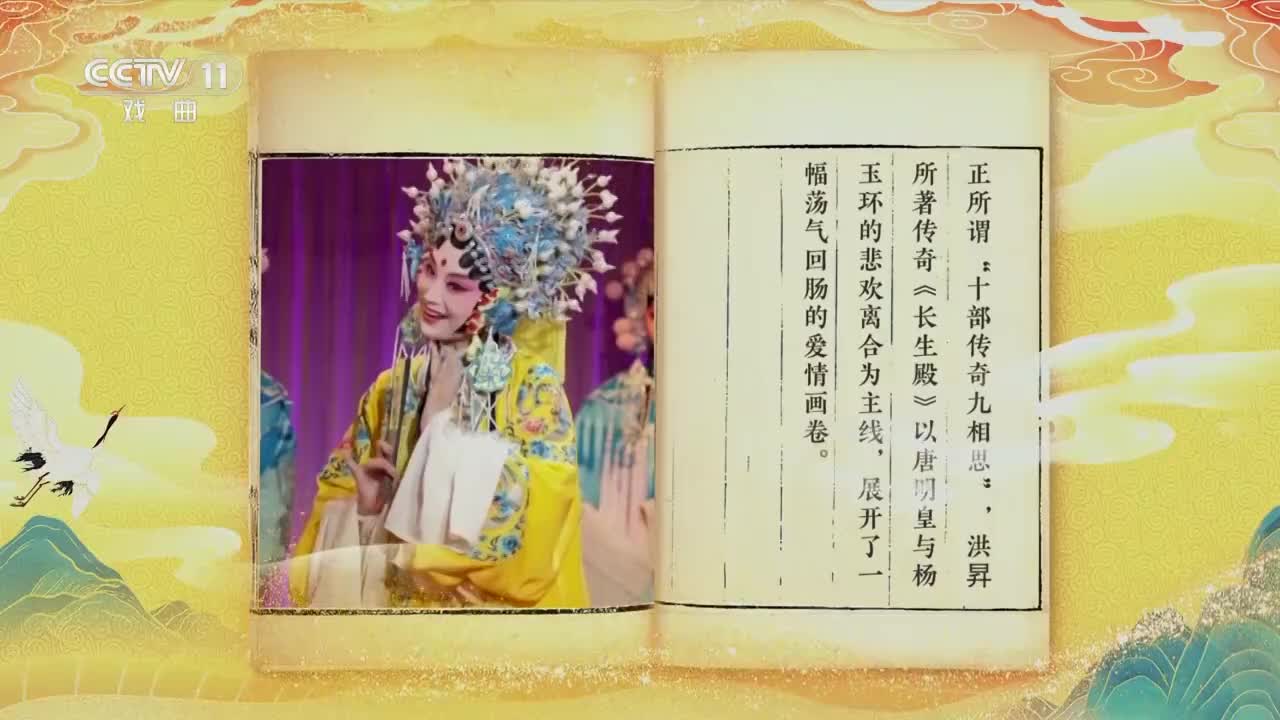 CCTV 11
戏曲
正所谓“十部传奇九相思”，洪昇
所著传奇《长生殿》以唐明皇与杨
玉环的悲欢离合为主线，展开了一
幅荡气回肠的爱情画卷。